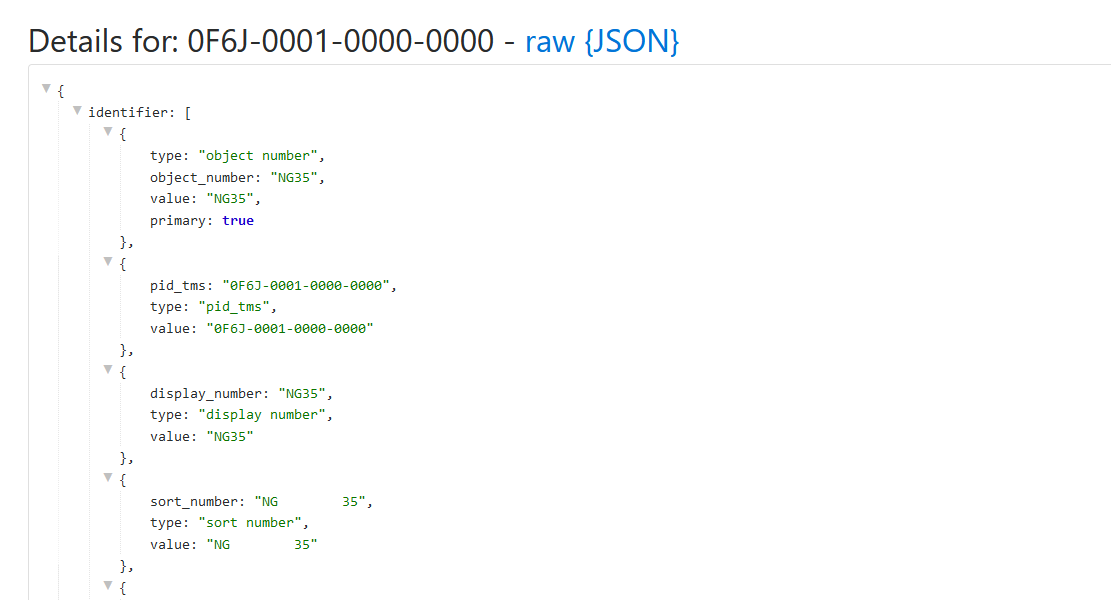 Details for: 0F6J-0001-0000-0000 - raw {JSON}
{
identifier: [
{
type: "object number",
object_number: "NG35",
value: "NG35",
primary: true
},
{
pid_tms: "0F6J-0001-0000-0000",
type: "pid_tms",
value: "0F6J-0001-0000-0000"
},
{
display_number: "NG35",
type: "display number",
value: "NG35"
},
{
sort_number: "NG        35",
type: "sort number",
value: "NG        35"
},
{